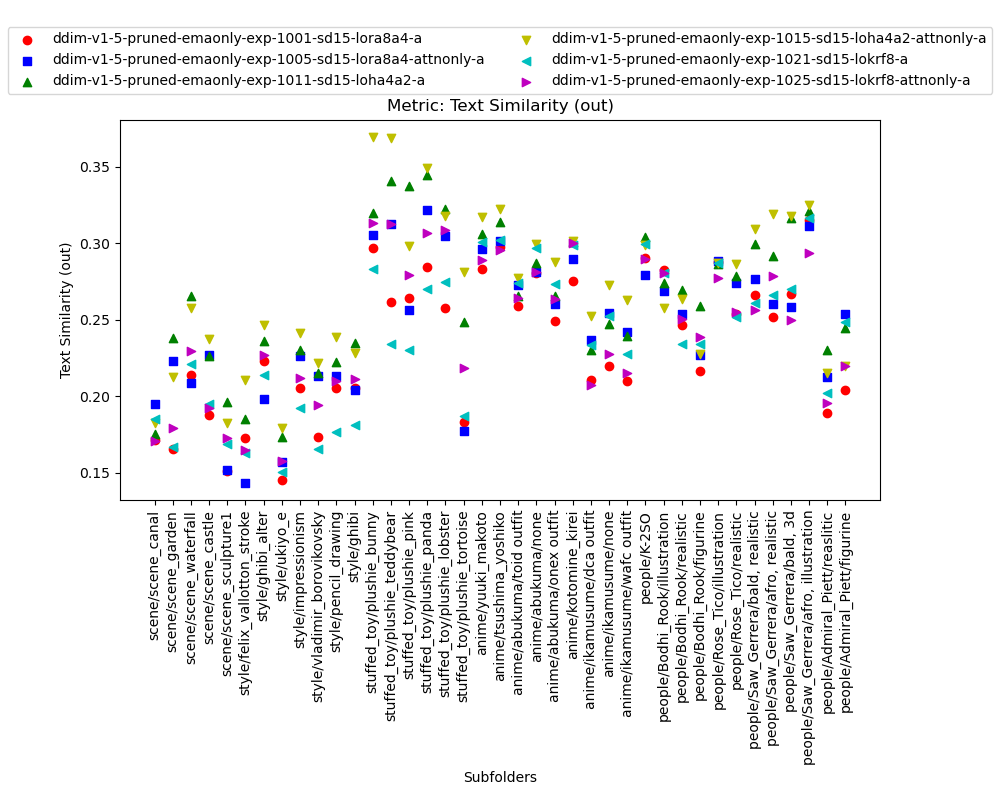 ddim-v1-5-pruned-emaonly-exp-1001-sd15-lora8a4-a
ddim-v1-5-pruned-emaonly-exp-1005-sd15-lora8a4-attnonly-a
ddim-v1-5-pruned-emaonly-exp-1011-sd15-loha4a2-a
ddim-v1-5-pruned-emaonly-exp-1015-sd15-loha4a2-attnonly-a
ddim-v1-5-pruned-emaonly-exp-1021-sd15-lokrf8-a
ddim-v1-5-pruned-emaonly-exp-1025-sd15-lokrf8-attnonly-a
Metric: Text Similarity (out)
Text Similarity (out)
0.35
0.30
0.25
0.20
0.15
scene/scene_canal
scene/scene_garden
scene/scene_waterfall
scene/scene_castle
scene/scene_sculpture1
style/felix_vallotton_stroke
style/ghibi_alter
style/ukiyo_e
style/impressionism
style/vladimir_borovikovsky
style/pencil_drawing
style/ghibi
stuffed_toy/plushie_bunny
stuffed_toy/plushie_teddybear
stuffed_toy/plushie_pink
stuffed_toy/plushie_panda
stuffed_toy/plushie_lobster
stuffed_toy/plushie_tortoise
anime/yuuki_makoto
anime/tsushima_yoshiko
anime/abukuma/toid outfit
anime/abukuma/none
anime/abukuma/onex outfit
anime/kotomine_kirei
anime/ikamusume/dca outfit
anime/ikamusume/none
anime/ikamusume/wafc outfit
people/K-2SO
people/Bodhi_Rook/illustration
people/Bodhi_Rook/realistic
people/Bodhi_Rook/figurine
people/Rose_Tico/illustration
people/Rose_Tico/realistic
people/Saw_Gerrera/bald, realistic
people/Saw_Gerrera/afro, realistic
people/Saw_Gerrera/bald, 3d
people/Saw_Gerrera/afro, illustration
people/Admiral_Piett/reaslitic
people/Admiral_Piett/figurine
Subfolders